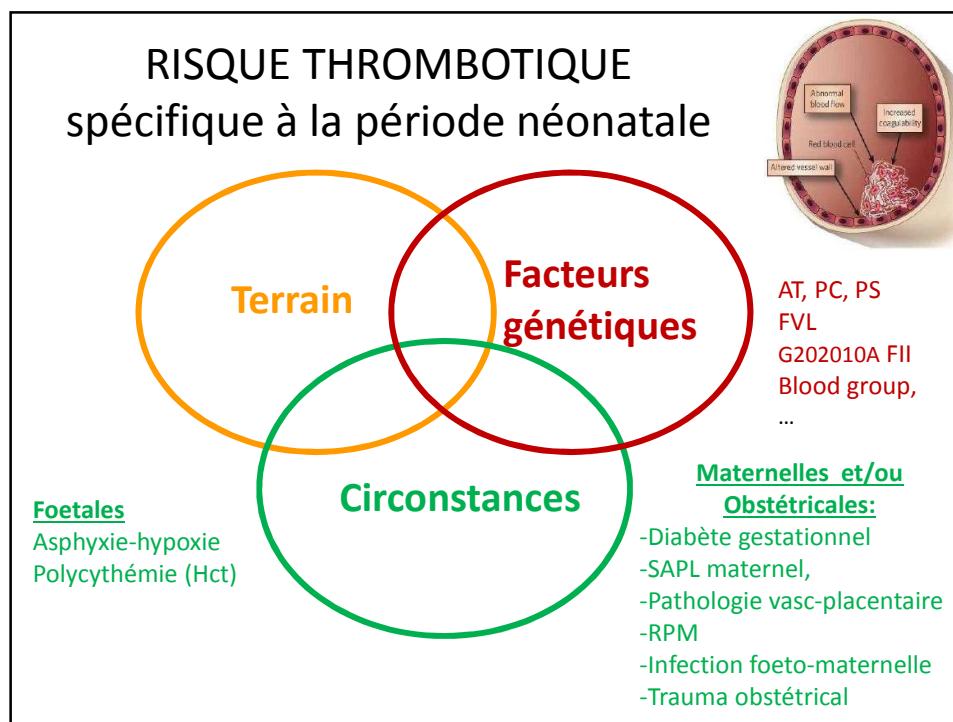 RISQUE THROMBOTIQUE
spécifique à la période néonatale
Abnormal
blood flow
Increased
coagulability
Red blood cell
Altered vessel wall
Terrain
Facteurs
génétiques
AT, PC, PS
FVL
G202010A FII
Blood group,
...
Circonstances
Foetales
Asphyxie-hypoxie
Polycythémie (Hct)
Maternelles et/ou
Obstétricales:
-Diabète gestationnel
-SAPL maternel,
-Pathologie vasc-placentaire
-RPM
-Infection foeto-maternelle
-Trauma obstétrical